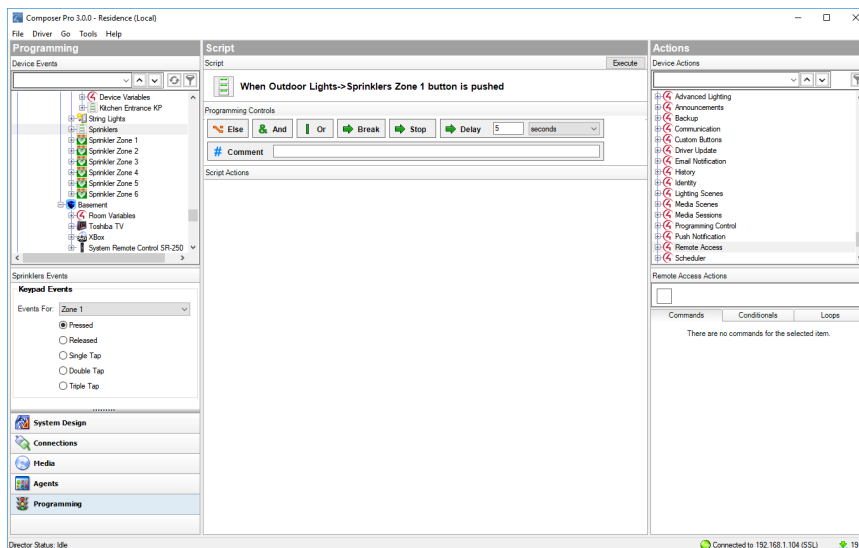 Composer Pro 3.0.0 - Residence (Local)
File Driver Go Tools Help
Programming
Device Events
Device Variables
Kitchen Entrance KP
String Lights
Sprinklers
Sprinkler Zone 1
Sprinkler Zone 2
Sprinkler Zone 3
Sprinkler Zone 4
Sprinkler Zone 5
Sprinkler Zone 6
Basement
Room Variables
Toshiba TV
XBox
System Remote Control SR-250
Sprinklers Events
Keypad Events
Events For: Zone 1
Pressed
Released
Single Tap
Double Tap
Triple Tap
System Design
Connections
Media
Agents
Programming
Script
Script Execute
When Outdoor Lights->Sprinklers Zone 1 button is pushed
Programming Controls
Else & And Or Break Stop Delay 5 seconds
# Comment
Script Actions
Actions
Device Actions
Advanced Lighting
Announcements
Backup
Communication
Custom Buttons
Driver Update
Email Notification
History
Identity
Lighting Scenes
Media Scenes
Media Sessions
Programming Control
Push Notification
Remote Access
Scheduler
Remote Access Actions
Commands Conditionals Loops
There are no commands for the selected item.
Director Status: Idle
Connected to 192.168.1.104 (SSL) 19